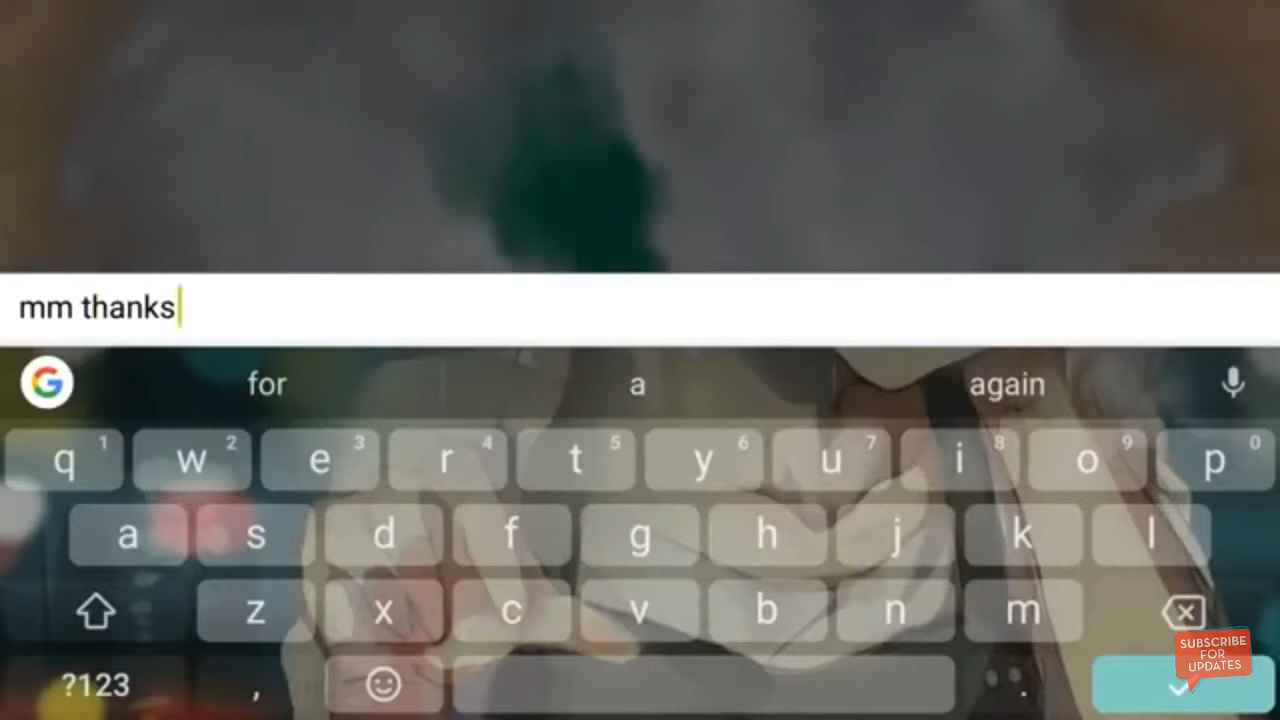 mm thanks
for a again
q 1 w 2 e 3 r 4 t 5 y 6 u 7 i 8 o 9 p 0
a s d f g h j k l
z x c v b n m
?123 , .
SUBSCRIBE
FOR
UPDATES